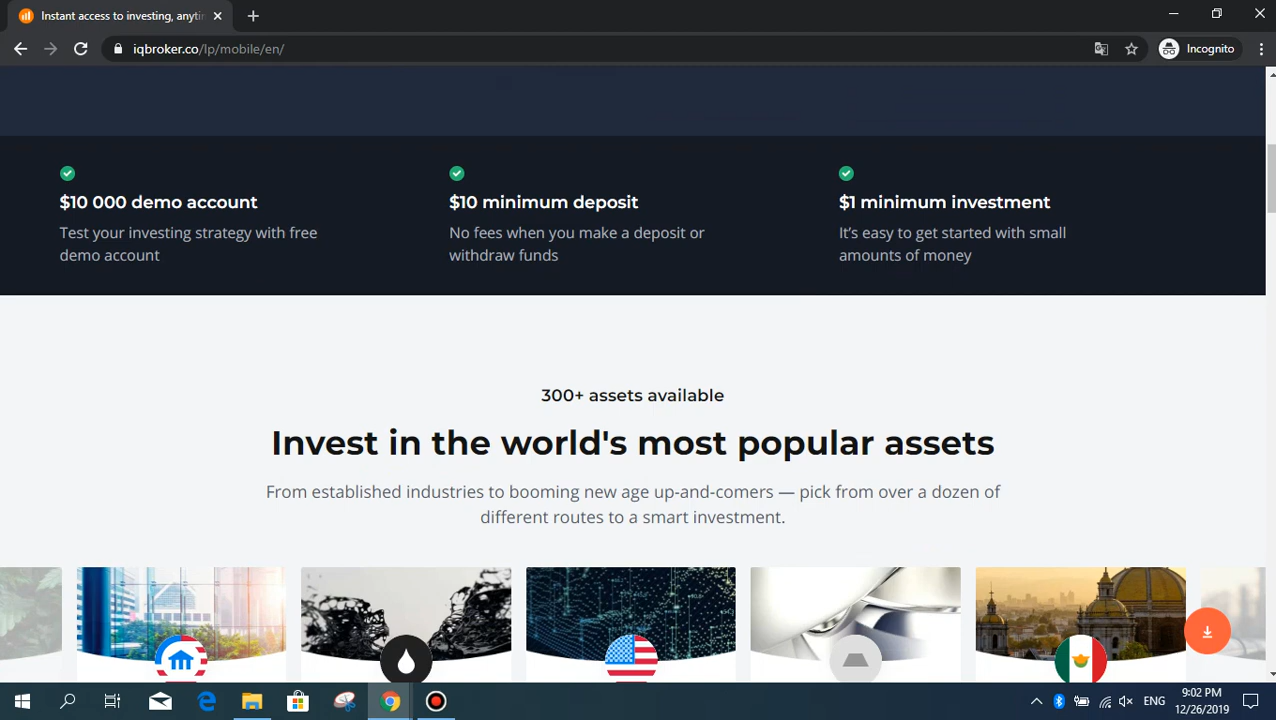 Instant access to investing, anyti
iqbroker.co/lp/mobile/en/
Incognito
$10 000 demo account
Test your investing strategy with free
demo account
$10 minimum deposit
No fees when you make a deposit or
withdraw funds
$1 minimum investment
It's easy to get started with small
amounts of money
300+ assets available
Invest in the world's most popular assets
From established industries to booming new age up-and-comers — pick from over a dozen of
different routes to a smart investment.
ENG
9:02 PM
12/26/2019